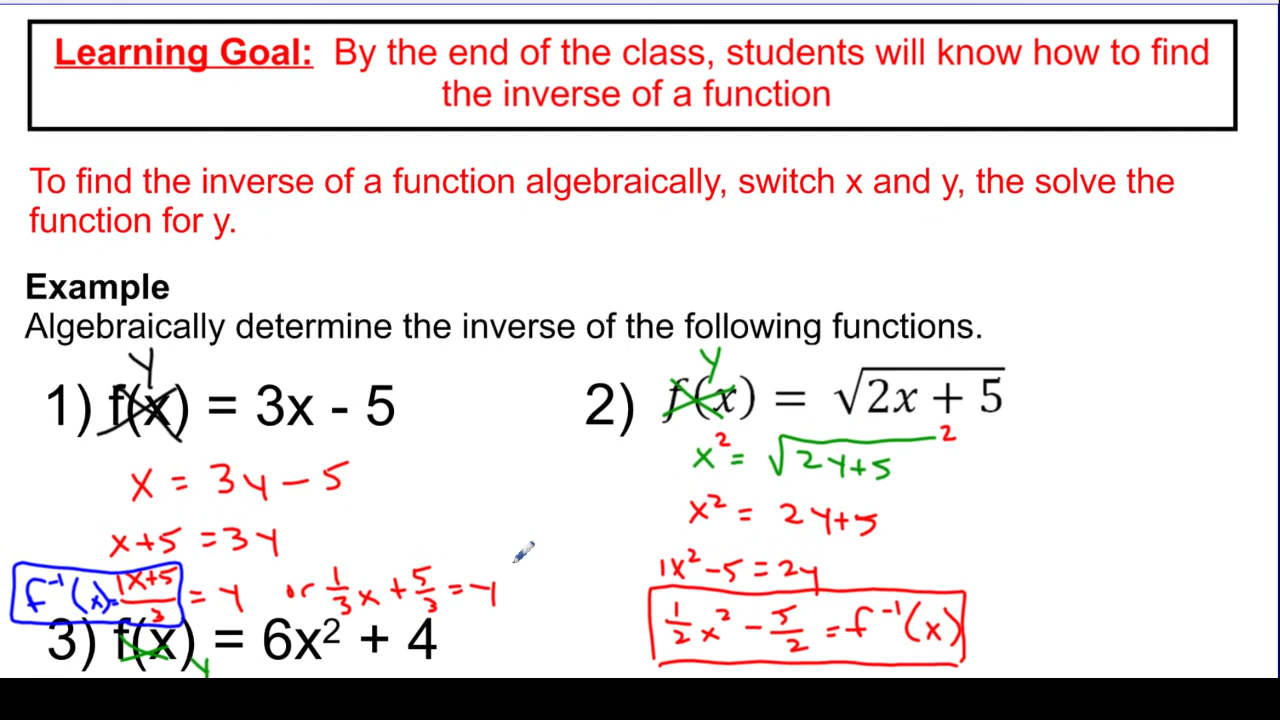 Learning Goal: By the end of the class, students will know how to find
the inverse of a function
To find the inverse of a function algebraically, switch x and y, the solve the
function for y.
Example
Algebraically determine the inverse of the following functions.
y
1) f(x) = 3x - 5
x = 3y - 5
x+5 = 3y
f⁻¹(x) = (1x+5)/3 = y or 1/3 x + 5/3 = y
y
2) f(x) = √(2x + 5)
x² = √(2y+5)²
x² = 2y+5
1x² - 5 = 2y
1/2 x² - 5/2 = f⁻¹(x)
3) f(x) = 6x² + 4
y